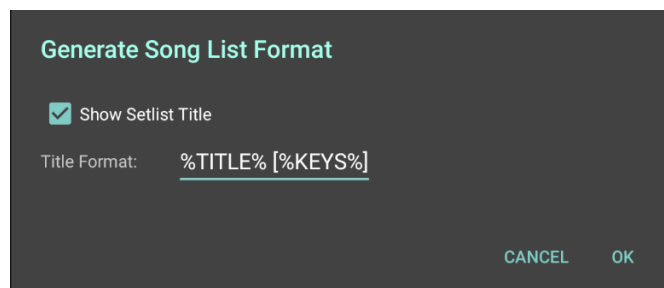 Generate Song List Format
Show Setlist Title
Title Format: %TITLE% [%KEYS%]
CANCEL OK